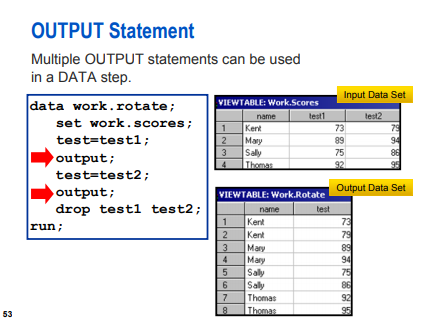 OUTPUT Statement
Multiple OUTPUT statements can be used
in a DATA step.
data work.rotate;
set work.scores;
test=test1;
output;
test=test2;
output;
drop test1 test2;
run;
Input Data Set
VIEWTABLE: Work.Scores
name test1 test2
1 Kent 73 79
2 Mary 89 94
3 Sally 75 86
4 Thomas 92 95
Output Data Set
VIEWTABLE: Work.Rotate
name test
1 Kent 73
2 Kent 79
3 Mary 89
4 Mary 94
5 Sally 75
6 Sally 86
7 Thomas 92
8 Thomas 95
53